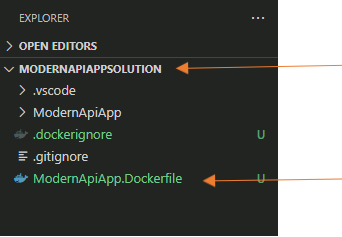 EXPLORER
OPEN EDITORS
MODERNAPIAPPSOLUTION
.vscode
ModernApiApp
.dockerignore U
.gitignore
ModernApiApp.Dockerfile U